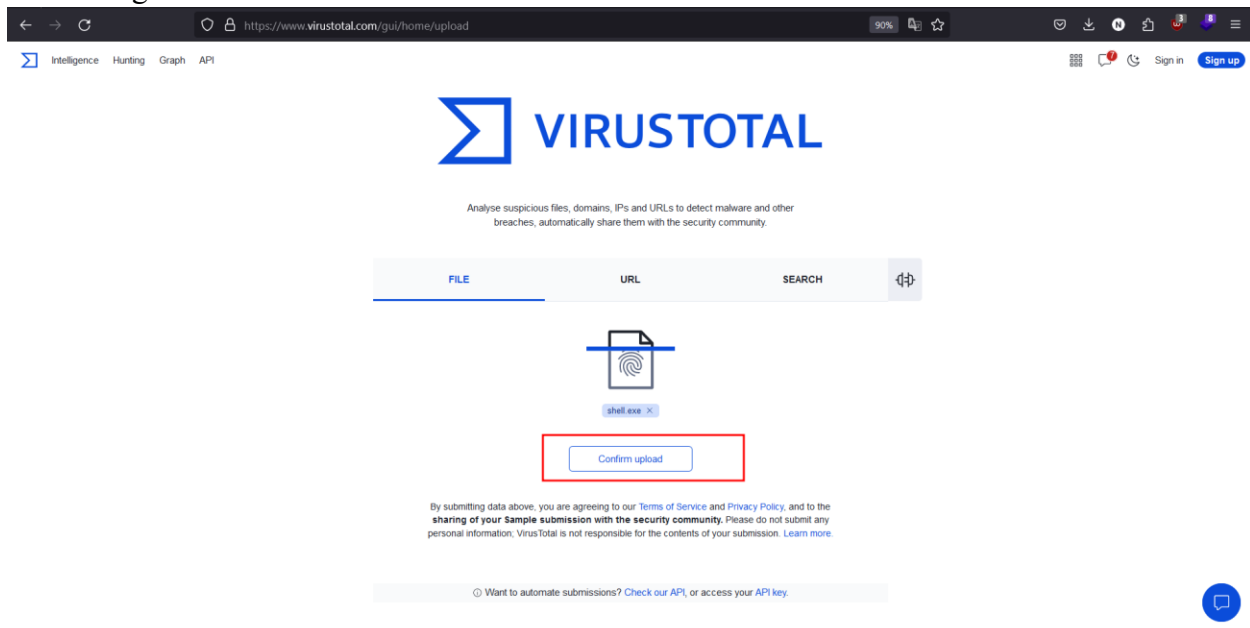 https://www.virustotal.com/gui/home/upload
90%
3
8
Intelligence Hunting Graph API
7
Sign in
Sign up
VIRUSTOTAL
Analyse suspicious files, domains, IPs and URLs to detect malware and other
breaches, automatically share them with the security community.
FILE
URL
SEARCH
shell.exe ×
Confirm upload
By submitting data above, you are agreeing to our Terms of Service and Privacy Policy, and to the
sharing of your Sample submission with the security community. Please do not submit any
personal information; VirusTotal is not responsible for the contents of your submission. Learn more.
Want to automate submissions? Check our API, or access your API key.